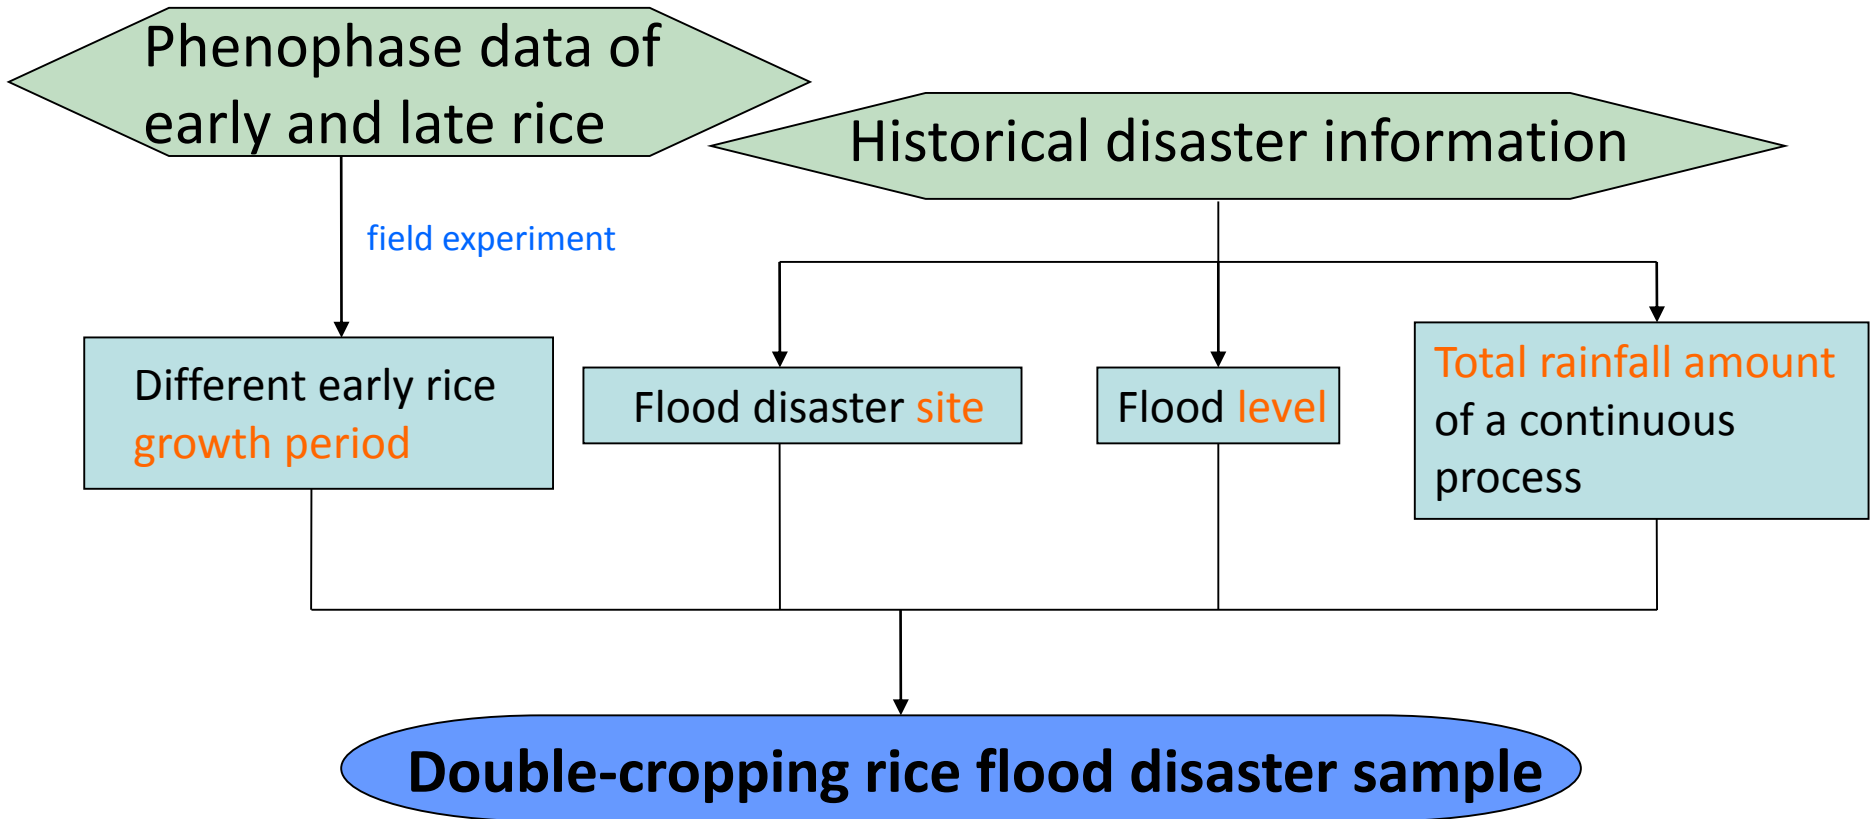 Phenophase data of
early and late rice
Historical disaster information
field experiment
Different early rice
growth period
Flood disaster site
Flood level
Total rainfall amount
of a continuous
process
Double-cropping rice flood disaster sample